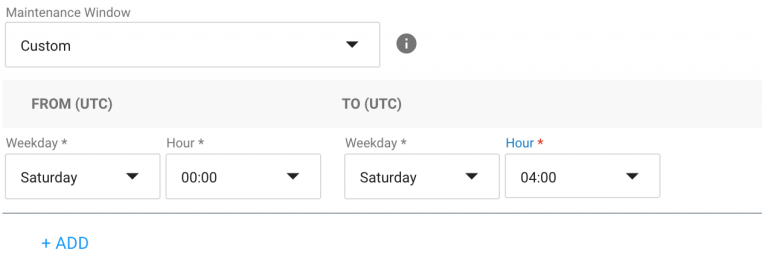 Maintenance Window
Custom
FROM (UTC) TO (UTC)
Weekday * Hour * Weekday * Hour *
Saturday 00:00 Saturday 04:00
+ ADD